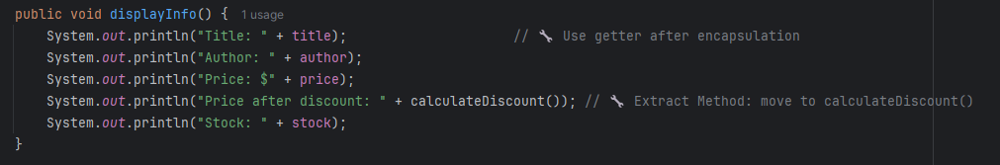 public void displayInfo() { 1 usage
System.out.println("Title: " + title); // 🔧 Use getter after encapsulation
System.out.println("Author: " + author);
System.out.println("Price: $" + price);
System.out.println("Price after discount: " + calculateDiscount()); // 🔧 Extract Method: move to calculateDiscount()
System.out.println("Stock: " + stock);
}